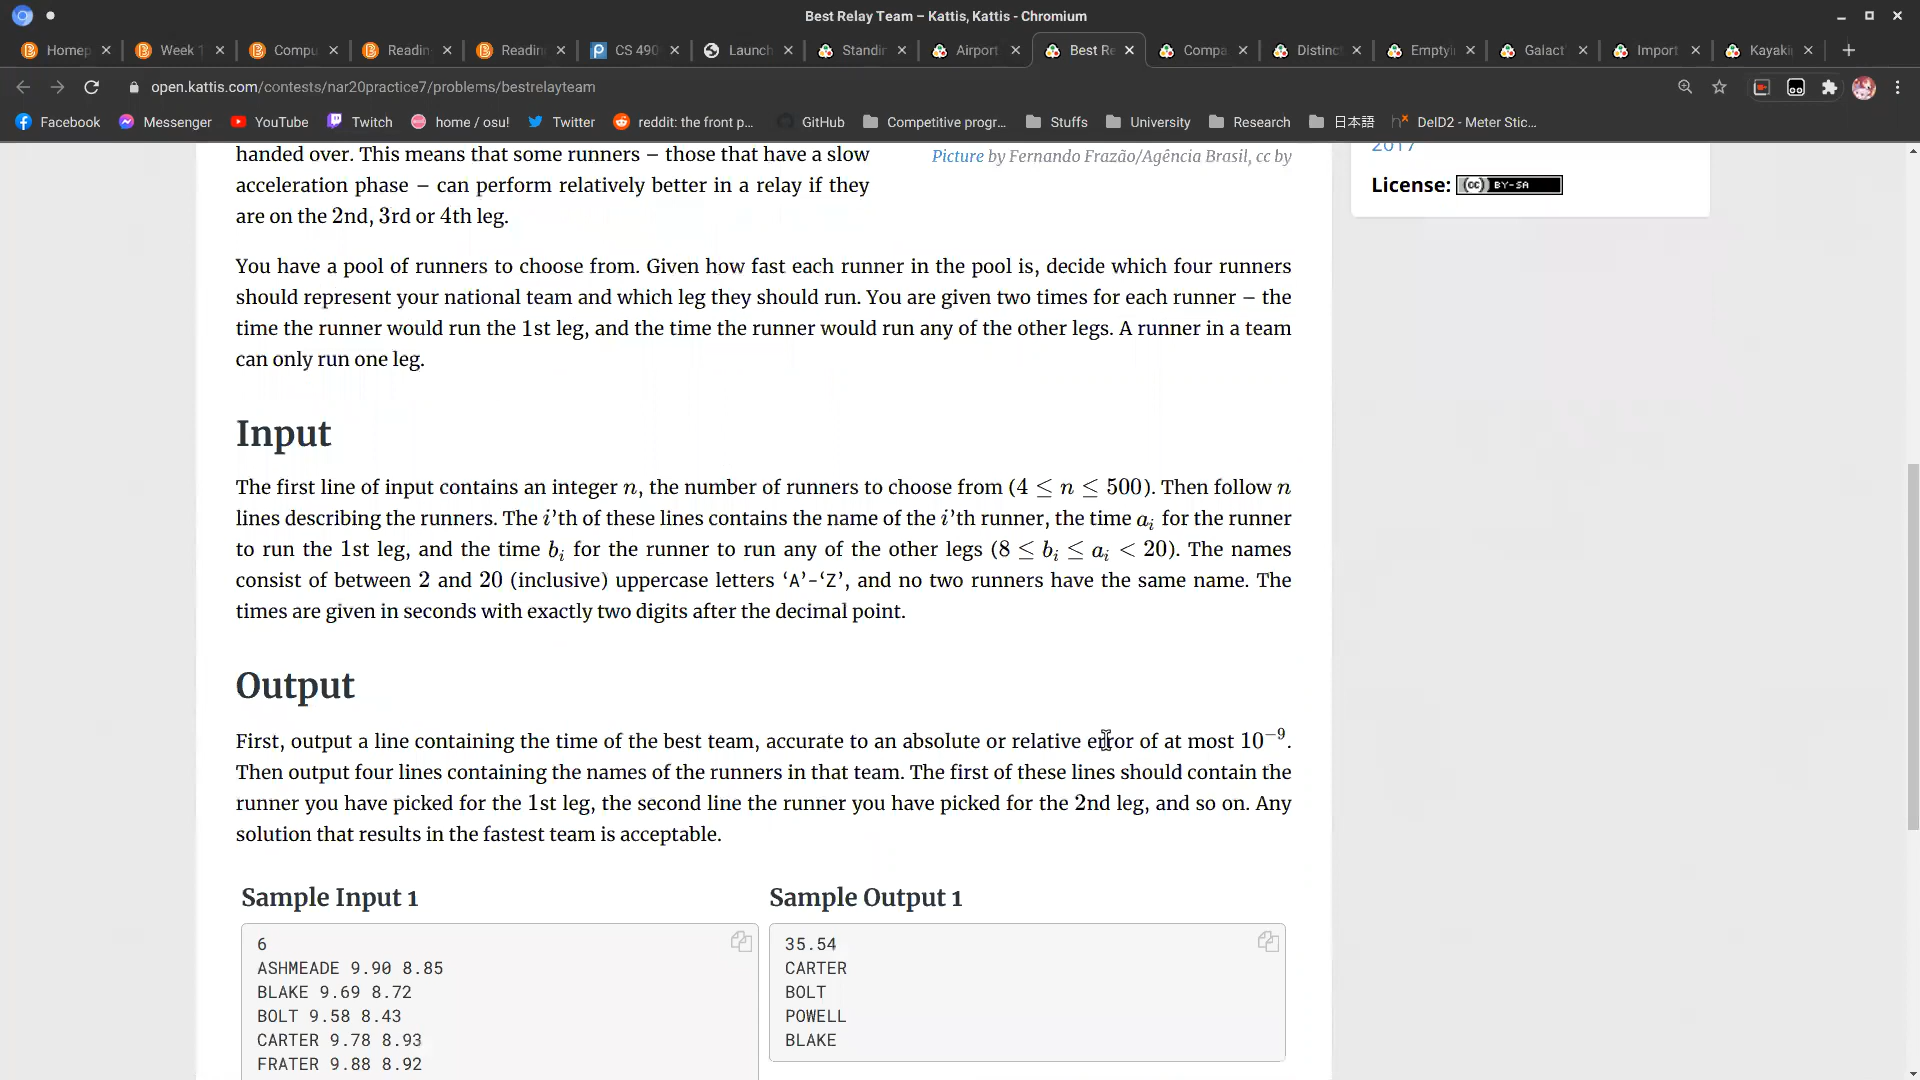 Best Relay Team – Kattis, Kattis - Chromium
Homep
Week 1
Compu
Readin
Readin
CS 490
Launch
Standi
Airport
Best Re
Compa
Distinc
Emptyi
Galact
Import
Kayaki
open.kattis.com/contests/nar20practice7/problems/bestrelayteam
Facebook
Messenger
YouTube
Twitch
home / osu!
Twitter
reddit: the front p...
GitHub
Competitive progr...
Stuffs
University
Research
日本語
DelD2 - Meter Stic...
handed over. This means that some runners – those that have a slow
acceleration phase – can perform relatively better in a relay if they
are on the 2nd, 3rd or 4th leg.
Picture by Fernando Frazão/Agência Brasil, cc by
2017
License: cc BY-SA
You have a pool of runners to choose from. Given how fast each runner in the pool is, decide which four runners
should represent your national team and which leg they should run. You are given two times for each runner – the
time the runner would run the 1st leg, and the time the runner would run any of the other legs. A runner in a team
can only run one leg.
Input
The first line of input contains an integer n, the number of runners to choose from (4 ≤ n ≤ 500). Then follow n
lines describing the runners. The i’th of these lines contains the name of the i’th runner, the time aᵢ for the runner
to run the 1st leg, and the time bᵢ for the runner to run any of the other legs (8 ≤ bᵢ ≤ aᵢ < 20). The names
consist of between 2 and 20 (inclusive) uppercase letters ‘A’-‘Z’, and no two runners have the same name. The
times are given in seconds with exactly two digits after the decimal point.
Output
First, output a line containing the time of the best team, accurate to an absolute or relative error of at most 10⁻⁹.
Then output four lines containing the names of the runners in that team. The first of these lines should contain the
runner you have picked for the 1st leg, the second line the runner you have picked for the 2nd leg, and so on. Any
solution that results in the fastest team is acceptable.
Sample Input 1
6
ASHMEADE 9.90 8.85
BLAKE 9.69 8.72
BOLT 9.58 8.43
CARTER 9.78 8.93
FRATER 9.88 8.92
Sample Output 1
35.54
CARTER
BOLT
POWELL
BLAKE